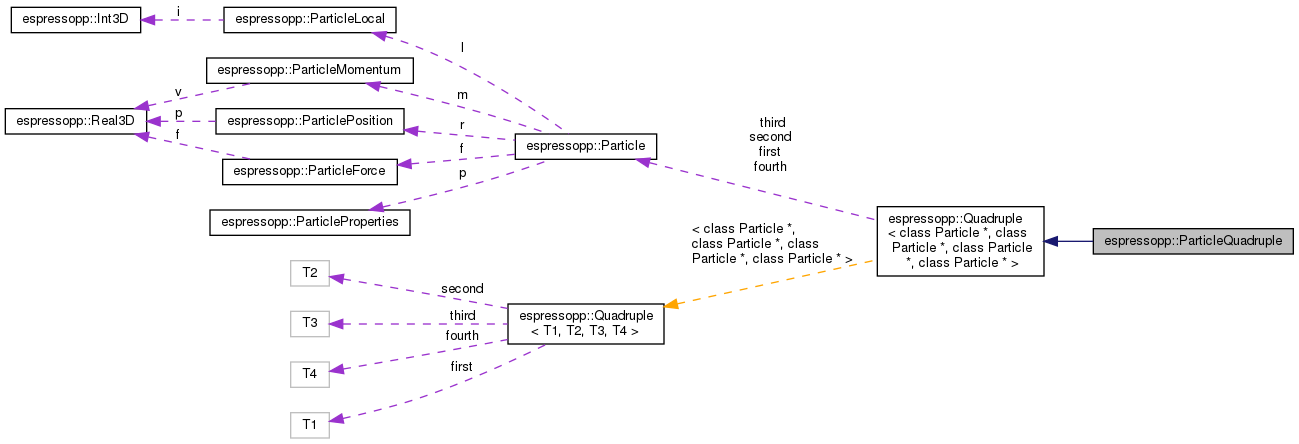 espressopp::Int3D
i
espressopp::ParticleLocal
l
espressopp::ParticleMomentum
v
m
espressopp::Real3D
p
espressopp::ParticlePosition
r
f
espressopp::ParticleForce
f
espressopp::Particle
p
espressopp::ParticleProperties
third
second
first
fourth
espressopp::Quadruple
< class Particle *, class
Particle *, class Particle
*, class Particle * >
espressopp::ParticleQuadruple
< class Particle *,
class Particle *, class
Particle *, class Particle * >
T2
second
T3
third
fourth
espressopp::Quadruple
< T1, T2, T3, T4 >
T4
first
T1